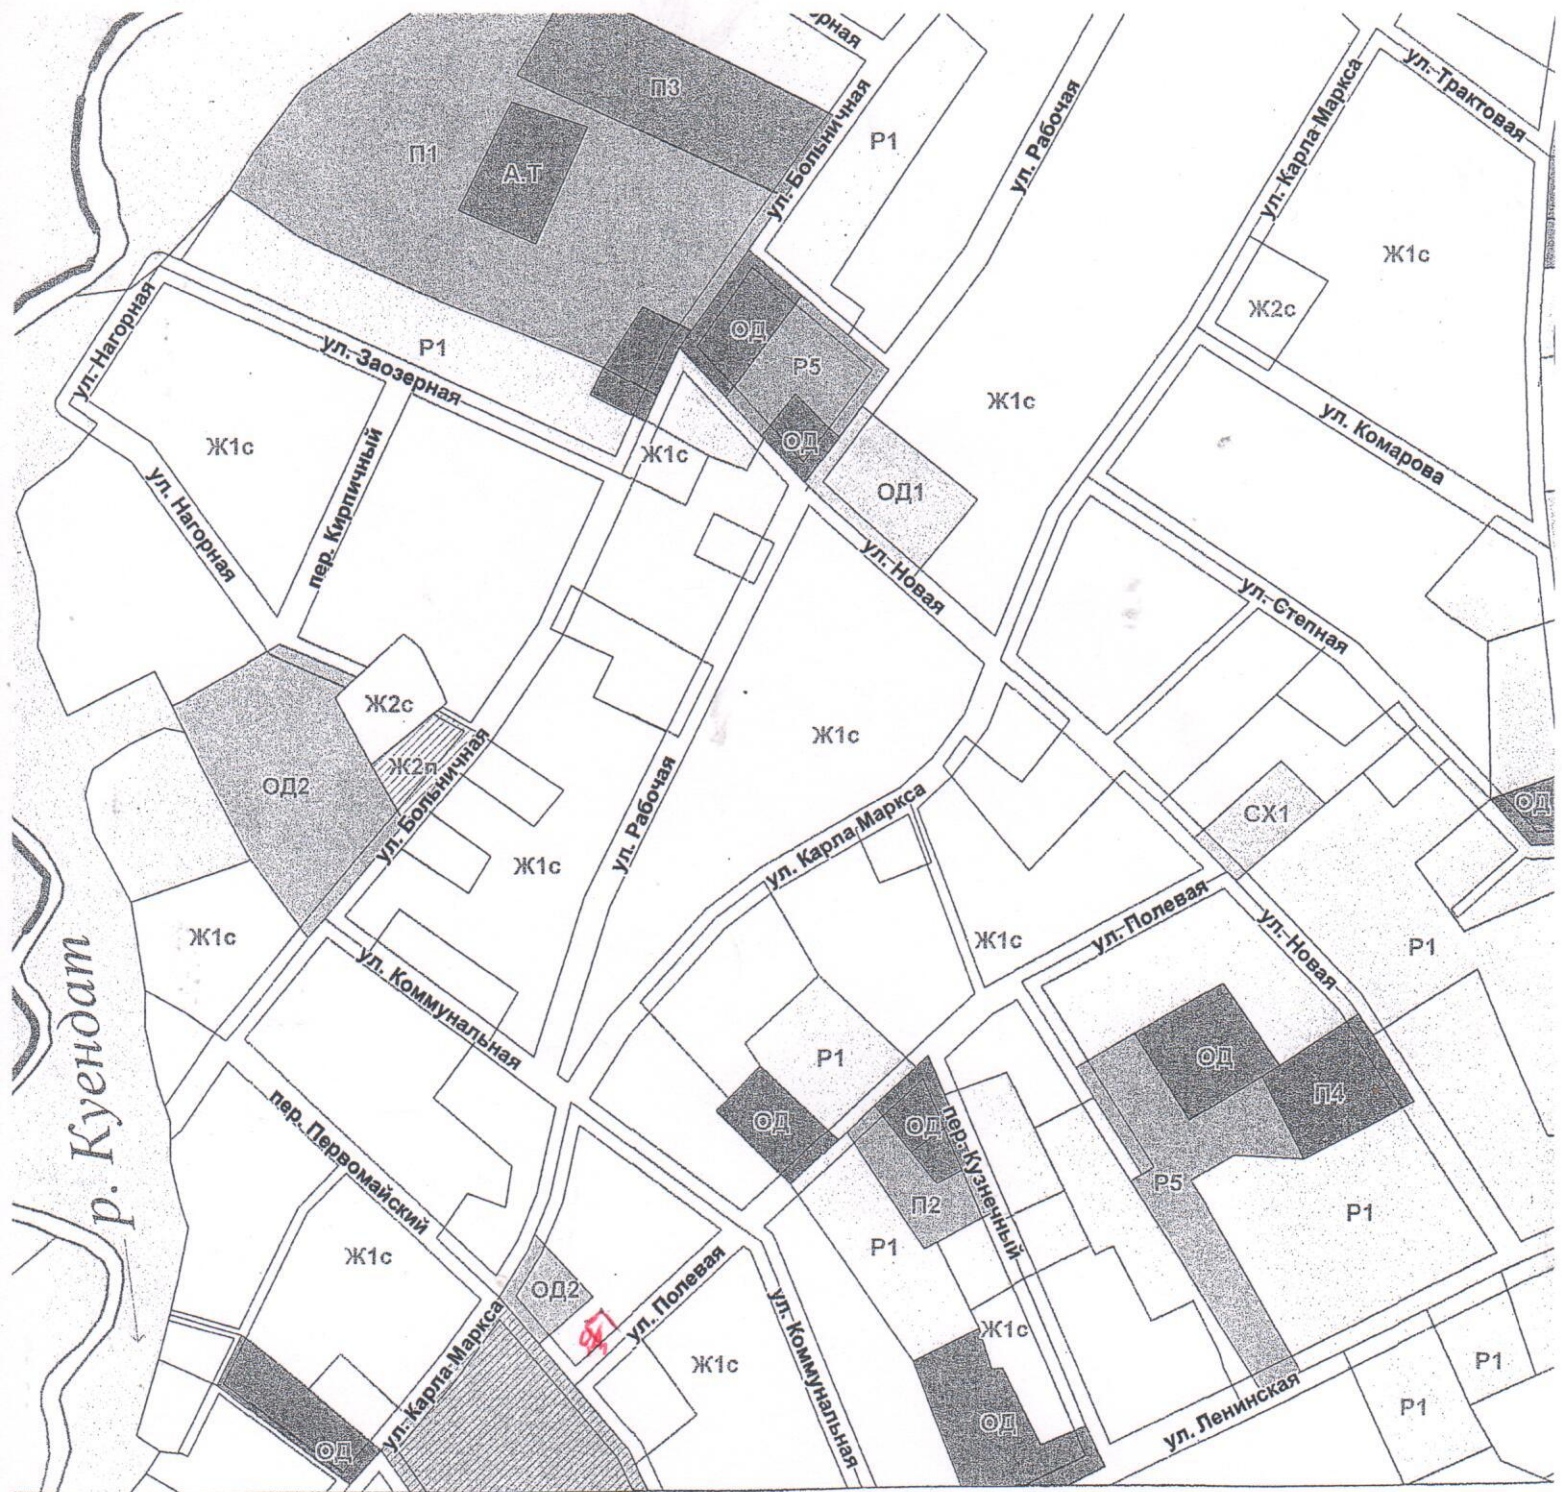 орная
ул. Трактовая
П3
ул. Больничная
Р1
ул. Рабочая
ул. Карла Маркса
П1
А.Т
Ж1с
ул. Нагорная
Р1
ул. Заозерная
ОД
Р5
Ж2с
Ж1с
ул. Комарова
Ж1с
пер. Кирпичный
Ж1с
ОД
ОД1
ул. Нагорная
ул. Новая
ул. Степная
Ж2с
Ж2п
ул. Больничная
ОД2
Ж1с
ул. Рабочая
ул. Карла Маркса
СХ1
ОД
Ж1с
Ж1с
ул. Коммунальная
Ж1с
ул. Полевая
ул. Новая
Р1
р. Куендат
Р1
ОД
П4
ОД
ОД
пер. Кузнечный
пер. Первомайский
П2
Р5
Р1
Р1
Ж1с
ОД2
ул. Полевая
ул. Коммунальная
Ж1с
Ж1с
ул. Карла-Маркса
Р1
Р1
ОД
ОД
ул. Ленинская